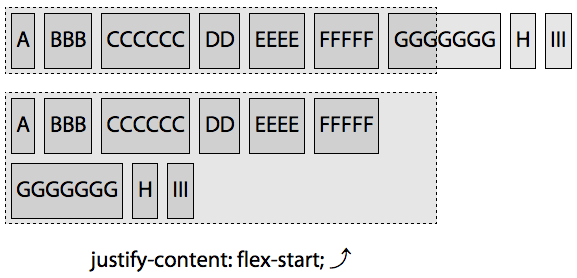 A BBB CCCCCC DD EEEE FFFFF GGGGGGG H III
A BBB CCCCCC DD EEEE FFFFF
GGGGGGG H III
justify-content: flex-start;